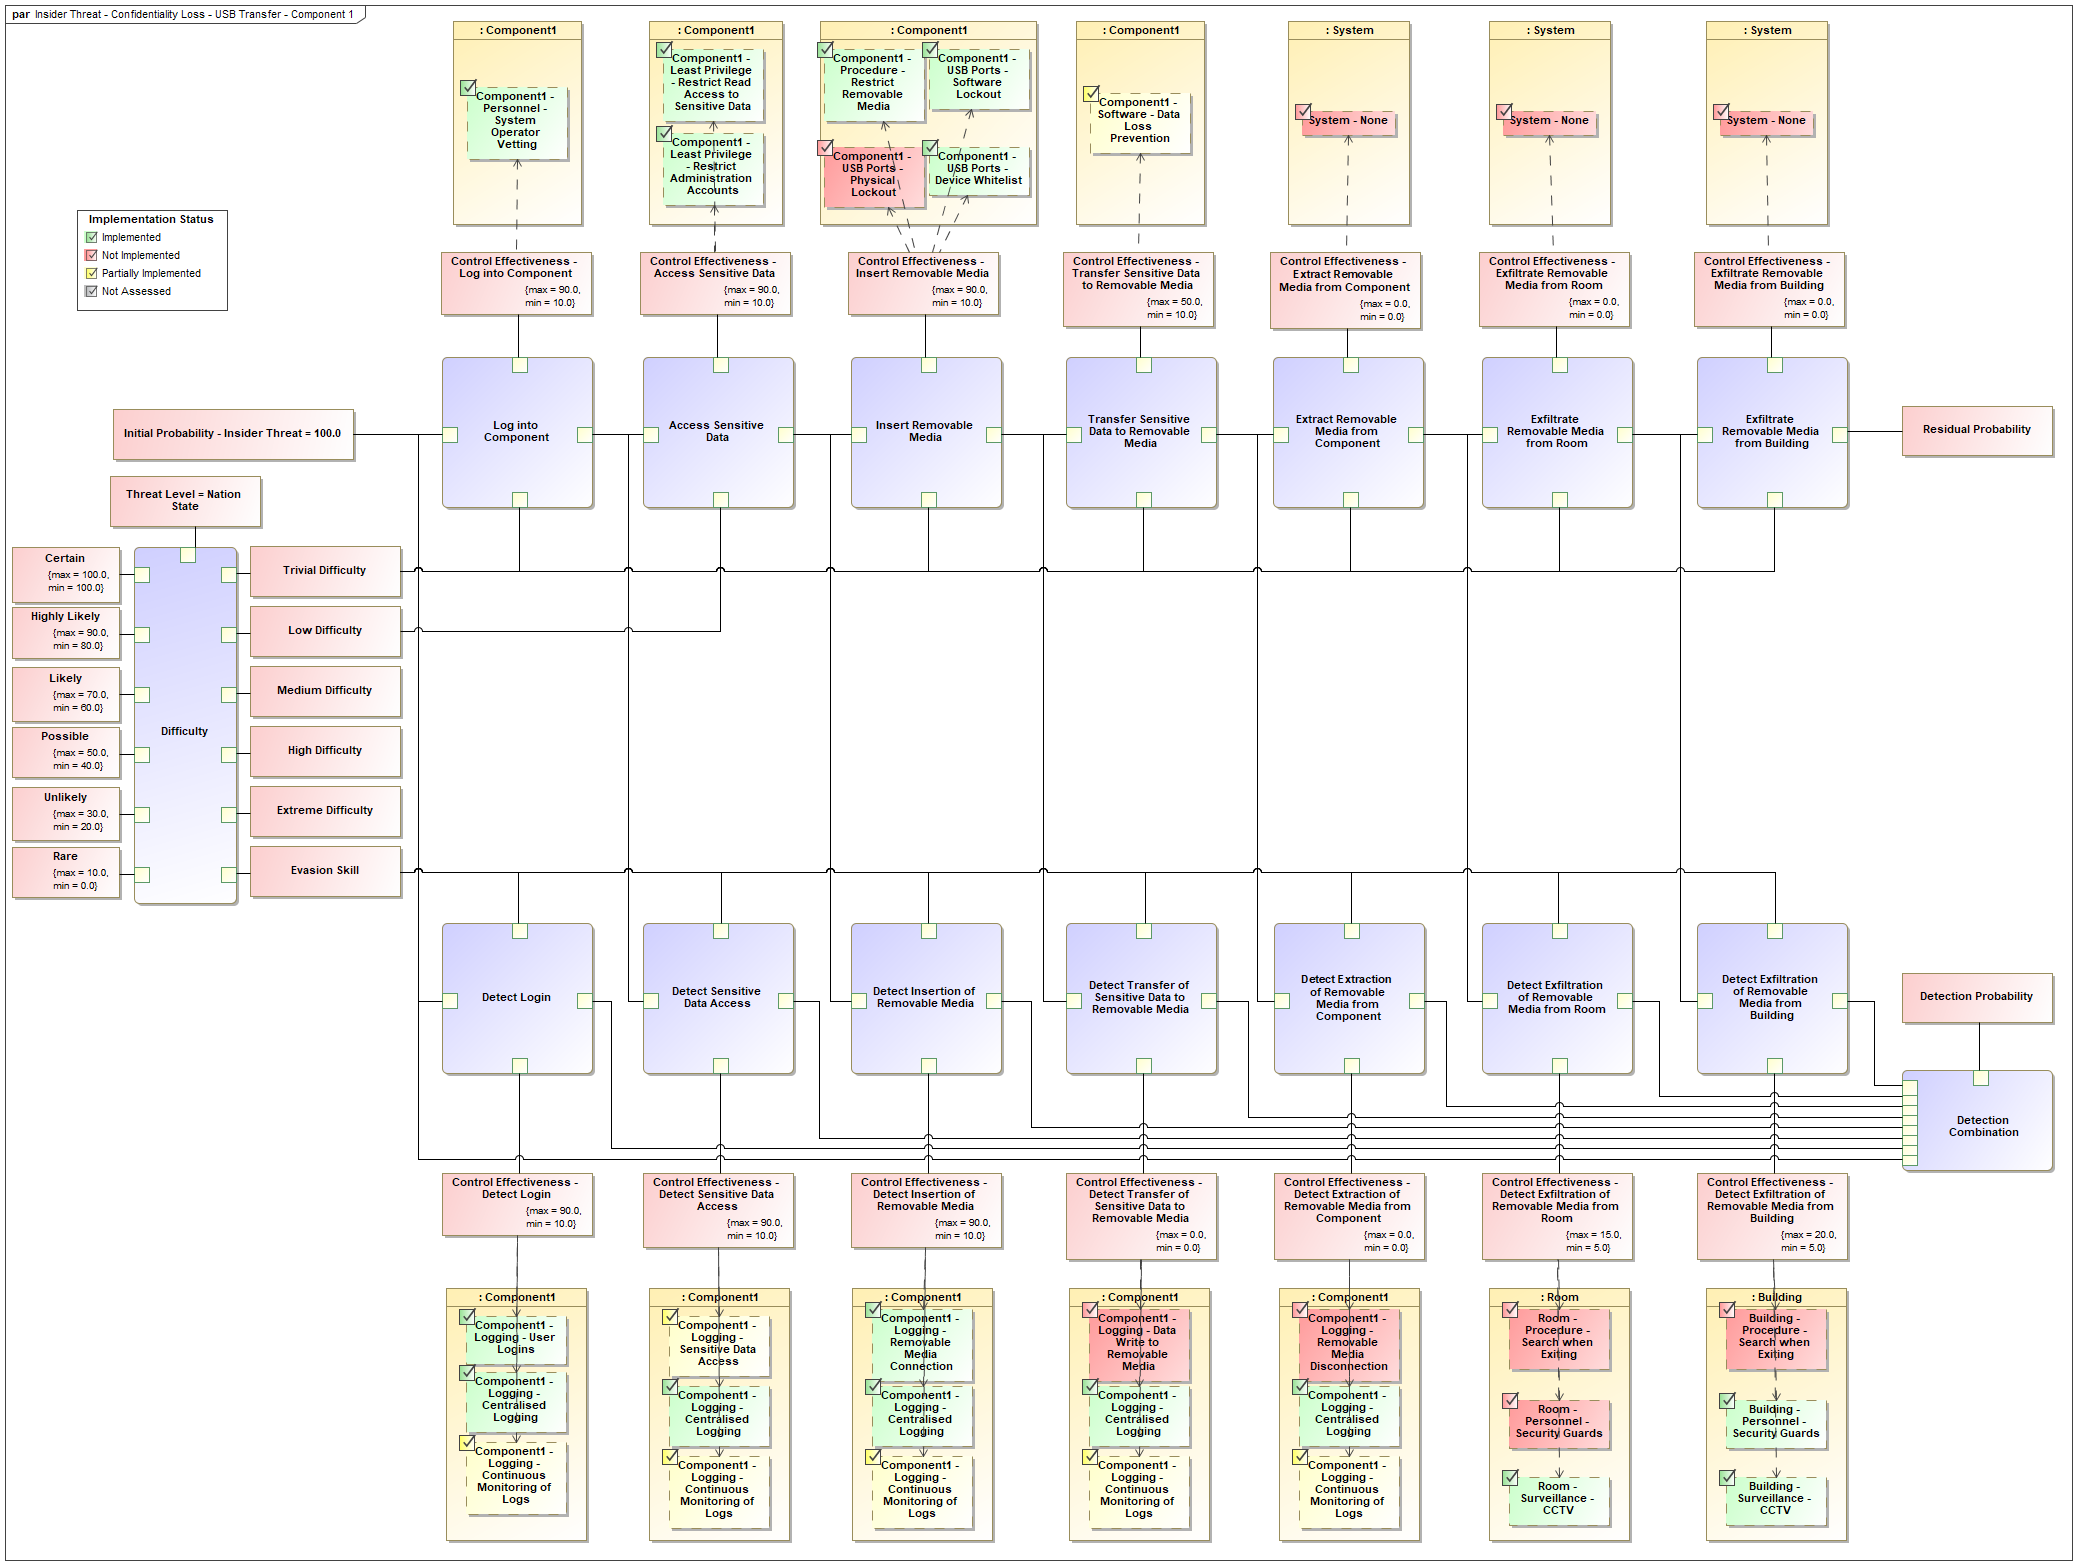 par Insider Threat - Confidentiality Loss - USB Transfer - Component 1
: Component1
Component1 -
Personnel -
System
Operator
Vetting
: Component1
Component1 -
Least Privilege
- Restrict Read
Access to
Sensitive Data
Component1 -
Least Privilege
- Restrict
Administration
Accounts
: Component1
Component1 -
Procedure -
Restrict
Removable
Media
Component1 -
USB Ports -
Software
Lockout
Component1 -
USB Ports -
Physical
Lockout
Component1 -
USB Ports -
Device Whitelist
: Component1
Component1 -
Software - Data
Loss
Prevention
: System
System - None
: System
System - None
: System
System - None
Implementation Status
Implemented
Not Implemented
Partially Implemented
Not Assessed
Control Effectiveness -
Log into Component
{max = 90.0,
min = 10.0}
Control Effectiveness -
Access Sensitive Data
{max = 90.0,
min = 10.0}
Control Effectiveness -
Insert Removable Media
{max = 90.0,
min = 10.0}
Control Effectiveness -
Transfer Sensitive Data
to Removable Media
{max = 50.0,
min = 10.0}
Control Effectiveness -
Extract Removable
Media from Component
{max = 0.0,
min = 0.0}
Control Effectiveness -
Exfiltrate Removable
Media from Room
{max = 0.0,
min = 0.0}
Control Effectiveness -
Exfiltrate Removable
Media from Building
{max = 0.0,
min = 0.0}
Initial Probability - Insider Threat = 100.0
Log into
Component
Access Sensitive
Data
Insert Removable
Media
Transfer Sensitive
Data to Removable
Media
Extract Removable
Media from
Component
Exfiltrate
Removable Media
from Room
Exfiltrate
Removable Media
from Building
Residual Probability
Threat Level = Nation
State
Certain
{max = 100.0,
min = 100.0}
Highly Likely
{max = 90.0,
min = 80.0}
Likely
{max = 70.0,
min = 60.0}
Possible
{max = 50.0,
min = 40.0}
Unlikely
{max = 30.0,
min = 20.0}
Rare
{max = 10.0,
min = 0.0}
Difficulty
Trivial Difficulty
Low Difficulty
Medium Difficulty
High Difficulty
Extreme Difficulty
Evasion Skill
Detect Login
Detect Sensitive
Data Access
Detect Insertion of
Removable Media
Detect Transfer of
Sensitive Data to
Removable Media
Detect Extraction
of Removable
Media from
Component
Detect Exfiltration
of Removable
Media from Room
Detect Exfiltration
of Removable
Media from
Building
Detection Probability
Detection
Combination
Control Effectiveness -
Detect Login
{max = 90.0,
min = 10.0}
Control Effectiveness -
Detect Sensitive Data
Access
{max = 90.0,
min = 10.0}
Control Effectiveness -
Detect Insertion of
Removable Media
{max = 90.0,
min = 10.0}
Control Effectiveness -
Detect Transfer of
Sensitive Data to
Removable Media
{max = 0.0,
min = 0.0}
Control Effectiveness -
Detect Extraction of
Removable Media from
Component
{max = 0.0,
min = 0.0}
Control Effectiveness -
Detect Exfiltration of
Removable Media from
Room
{max = 15.0,
min = 5.0}
Control Effectiveness -
Detect Exfiltration of
Removable Media from
Building
{max = 20.0,
min = 5.0}
: Component1
Component1 -
Logging - User
Logins
Component1 -
Logging -
Centralised
Logging
Component1 -
Logging -
Continuous
Monitoring of
Logs
: Component1
Component1 -
Logging -
Sensitive Data
Access
Component1 -
Logging -
Centralised
Logging
Component1 -
Logging -
Continuous
Monitoring of
Logs
: Component1
Component1 -
Logging -
Removable
Media
Connection
Component1 -
Logging -
Centralised
Logging
Component1 -
Logging -
Continuous
Monitoring of
Logs
: Component1
Component1 -
Logging - Data
Write to
Removable
Media
Component1 -
Logging -
Centralised
Logging
Component1 -
Logging -
Continuous
Monitoring of
Logs
: Component1
Component1 -
Logging -
Removable
Media
Disconnection
Component1 -
Logging -
Centralised
Logging
Component1 -
Logging -
Continuous
Monitoring of
Logs
: Room
Room -
Procedure -
Search when
Exiting
Room -
Personnel -
Security Guards
Room -
Surveillance -
CCTV
: Building
Building -
Procedure -
Search when
Exiting
Building -
Personnel -
Security Guards
Building -
Surveillance -
CCTV